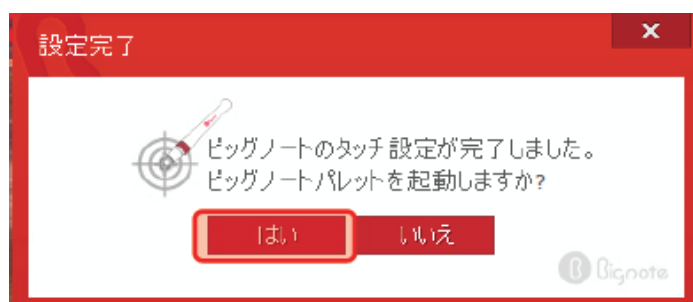 設定完了
ビッグノートのタッチ設定が完了しました。
ビッグノートパレットを起動しますか?
はい
いいえ
Bignote